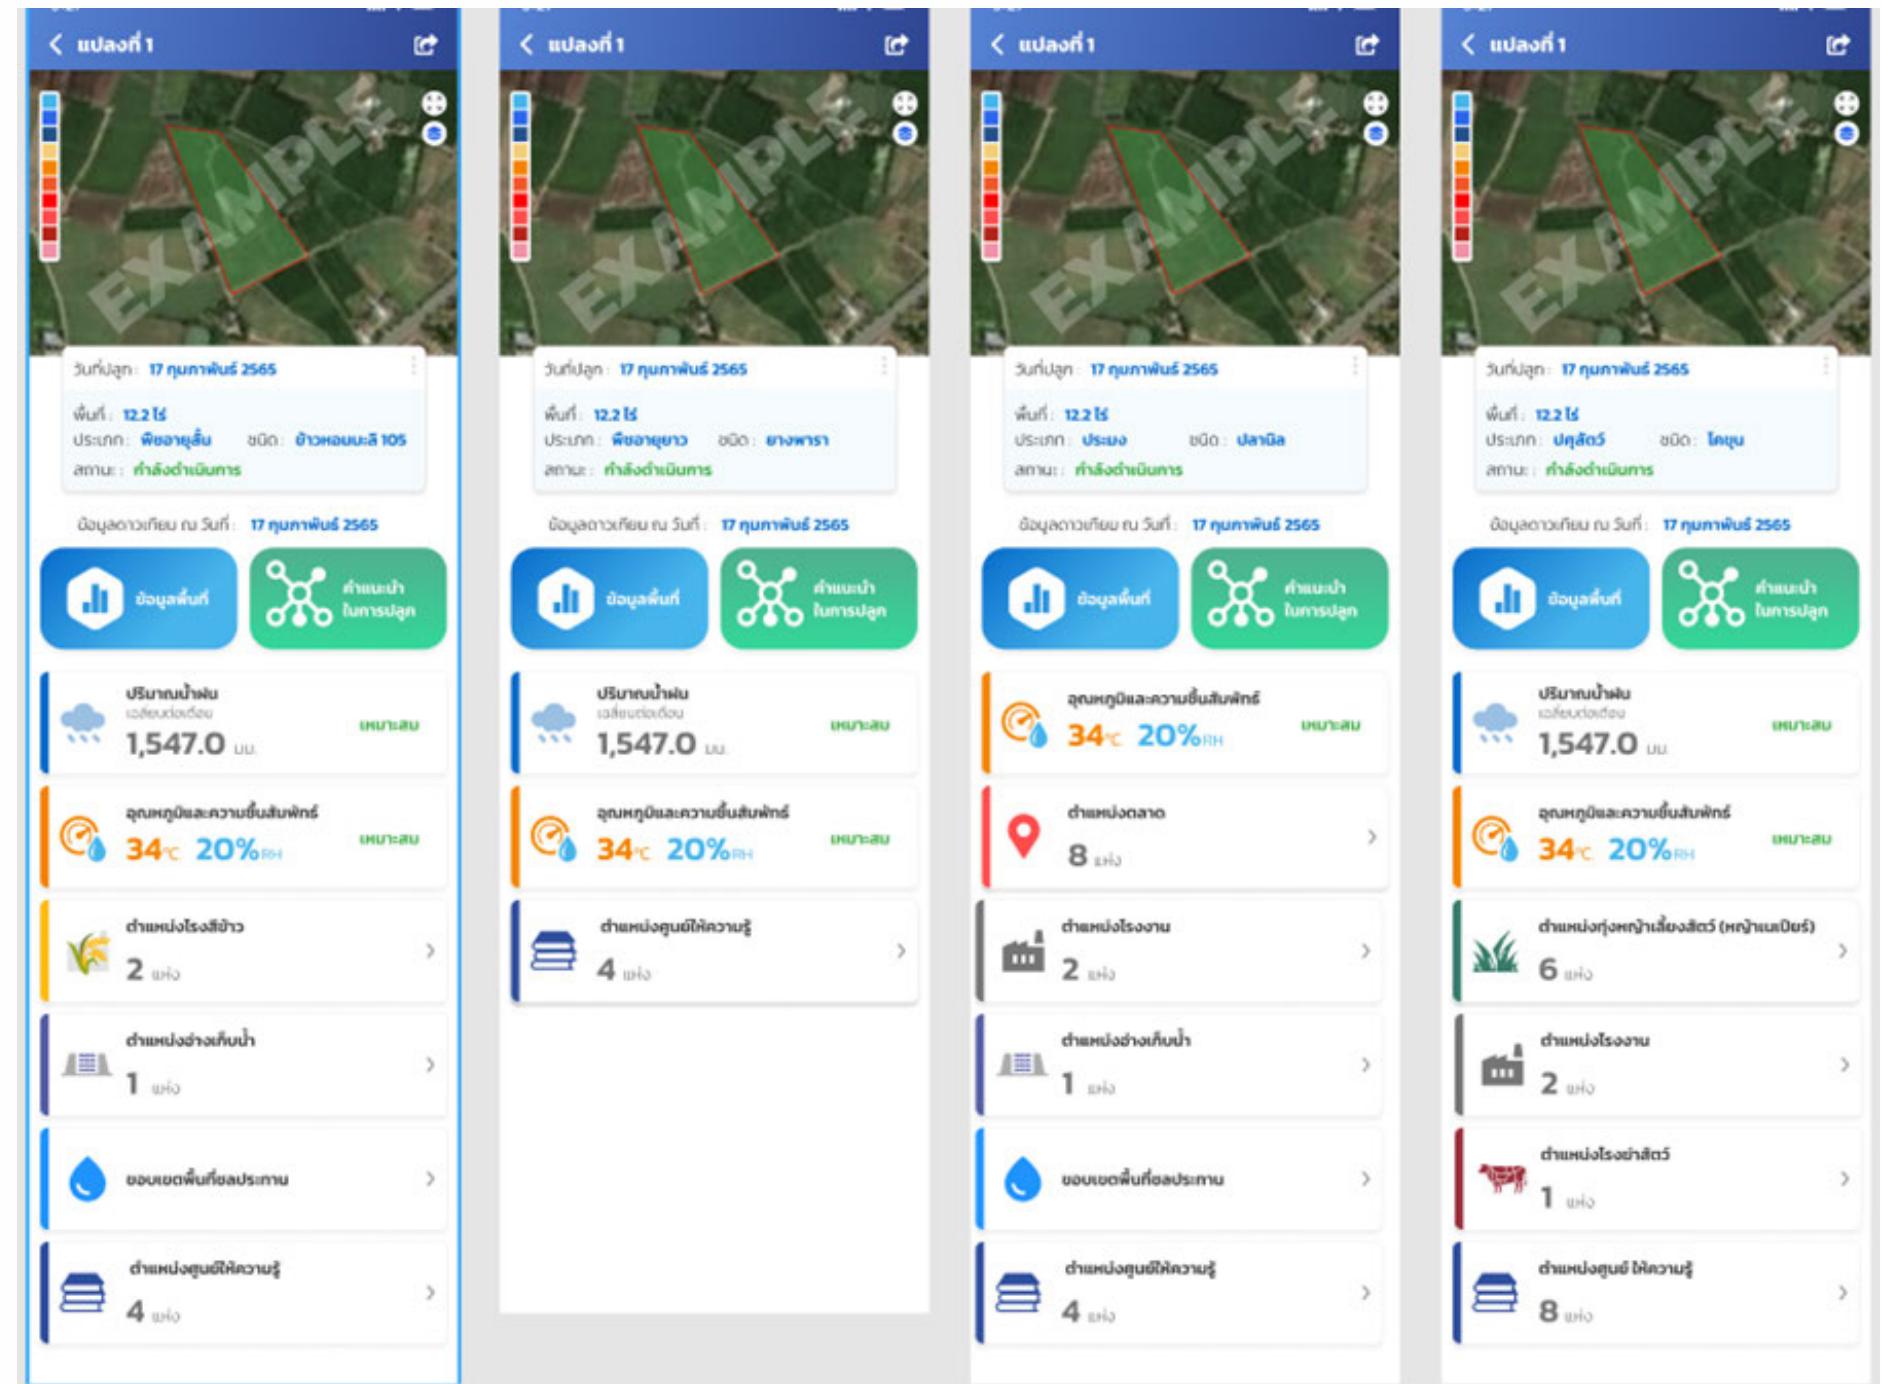 แปลงที่ 1
EXAMPLE
วันที่ปลูก : 17 กุมภาพันธ์ 2565
พื้นที่ : 12.2 ไร่
ประเภท : พืชอายุสั้น ชนิด : ข้าวหอมมะลิ 105
สถานะ : กำลังดำเนินการ
ข้อมูลดาวเทียม ณ วันที่ : 17 กุมภาพันธ์ 2565
ข้อมูลพื้นที่
คำแนะนำ
ในการปลูก
ปริมาณน้ำฝน
เฉลี่ยต่อเดือน
1,547.0 มม.
เหมาะสม
อุณหภูมิและความชื้นสัมพัทธ์
34°C 20%RH
เหมาะสม
ตำแหน่งโรงสีข้าว
2 แห่ง
ตำแหน่งอ่างเก็บน้ำ
1 แห่ง
ขอบเขตพื้นที่ชลประทาน
ตำแหน่งศูนย์ให้ความรู้
4 แห่ง
แปลงที่ 1
EXAMPLE
วันที่ปลูก : 17 กุมภาพันธ์ 2565
พื้นที่ : 12.2 ไร่
ประเภท : พืชอายุยาว ชนิด : ยางพารา
สถานะ : กำลังดำเนินการ
ข้อมูลดาวเทียม ณ วันที่ : 17 กุมภาพันธ์ 2565
ข้อมูลพื้นที่
คำแนะนำ
ในการปลูก
ปริมาณน้ำฝน
เฉลี่ยต่อเดือน
1,547.0 มม.
เหมาะสม
อุณหภูมิและความชื้นสัมพัทธ์
34°C 20%RH
เหมาะสม
ตำแหน่งศูนย์ให้ความรู้
4 แห่ง
แปลงที่ 1
EXAMPLE
วันที่ปลูก : 17 กุมภาพันธ์ 2565
พื้นที่ : 12.2 ไร่
ประเภท : ประมง ชนิด : ปลานิล
สถานะ : กำลังดำเนินการ
ข้อมูลดาวเทียม ณ วันที่ : 17 กุมภาพันธ์ 2565
ข้อมูลพื้นที่
คำแนะนำ
ในการปลูก
อุณหภูมิและความชื้นสัมพัทธ์
34°C 20%RH
เหมาะสม
ตำแหน่งตลาด
8 แห่ง
ตำแหน่งโรงงาน
2 แห่ง
ตำแหน่งอ่างเก็บน้ำ
1 แห่ง
ขอบเขตพื้นที่ชลประทาน
ตำแหน่งศูนย์ให้ความรู้
4 แห่ง
แปลงที่ 1
EXAMPLE
วันที่ปลูก : 17 กุมภาพันธ์ 2565
พื้นที่ : 12.2 ไร่
ประเภท : ปศุสัตว์ ชนิด : โคขุน
สถานะ : กำลังดำเนินการ
ข้อมูลดาวเทียม ณ วันที่ : 17 กุมภาพันธ์ 2565
ข้อมูลพื้นที่
คำแนะนำ
ในการปลูก
ปริมาณน้ำฝน
เฉลี่ยต่อเดือน
1,547.0 มม.
เหมาะสม
อุณหภูมิและความชื้นสัมพัทธ์
34°C 20%RH
เหมาะสม
ตำแหน่งทุ่งหญ้าเลี้ยงสัตว์ (หญ้าเนเปียร์)
6 แห่ง
ตำแหน่งโรงงาน
2 แห่ง
ตำแหน่งโรงฆ่าสัตว์
1 แห่ง
ตำแหน่งศูนย์ ให้ความรู้
8 แห่ง